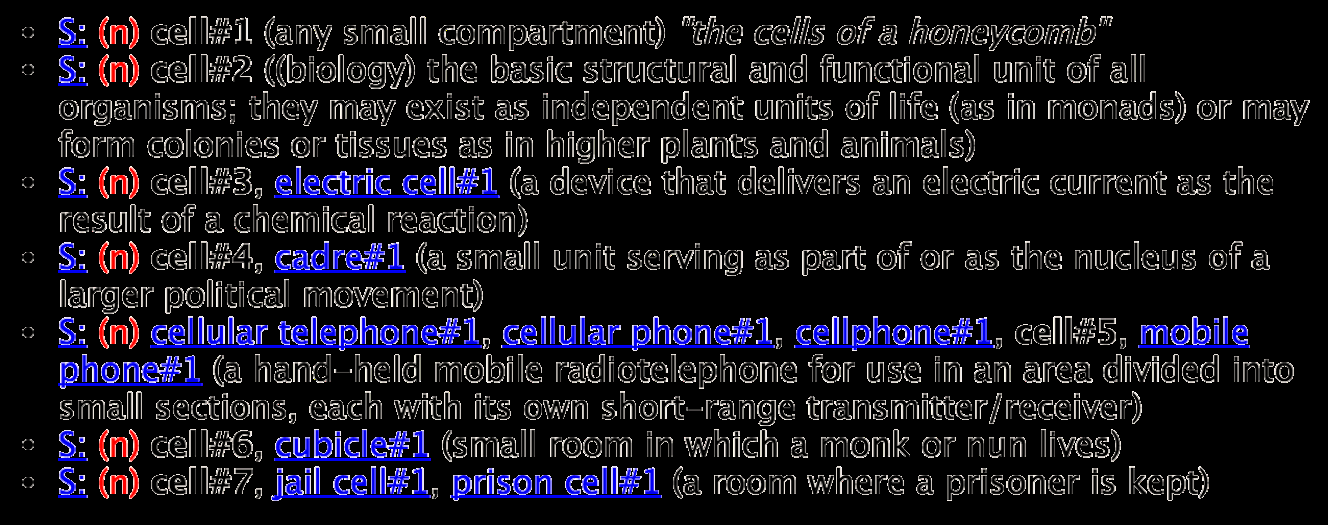 S: (n) cell#1 (any small compartment) "the cells of a honeycomb"
S: (n) cell#2 ((biology) the basic structural and functional unit of all
organisms; they may exist as independent units of life (as in monads) or may
form colonies or tissues as in higher plants and animals)
S: (n) cell#3, electric cell#1 (a device that delivers an electric current as the
result of a chemical reaction)
S: (n) cell#4, cadre#1 (a small unit serving as part of or as the nucleus of a
larger political movement)
S: (n) cellular telephone#1, cellular phone#1, cellphone#1, cell#5, mobile
phone#1 (a hand-held mobile radiotelephone for use in an area divided into
small sections, each with its own short-range transmitter/receiver)
S: (n) cell#6, cubicle#1 (small room in which a monk or nun lives)
S: (n) cell#7, jail cell#1, prison cell#1 (a room where a prisoner is kept)